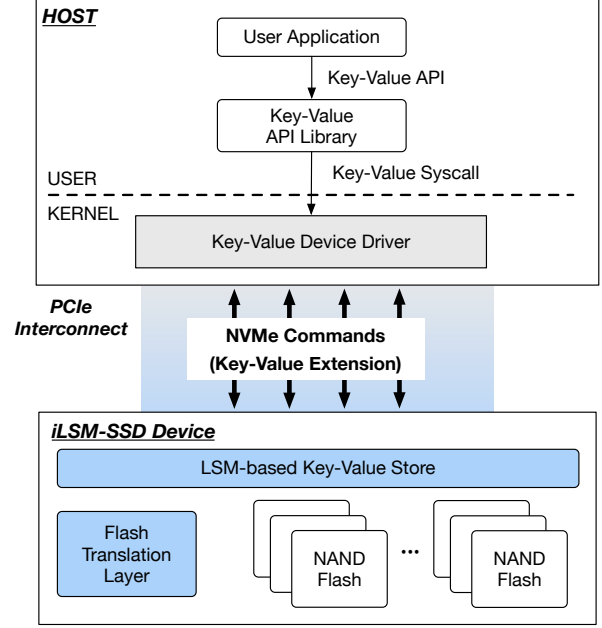 HOST
User Application
Key-Value API
Key-Value
API Library
Key-Value Syscall
USER
KERNEL
Key-Value Device Driver
PCIe
Interconnect
NVMe Commands
(Key-Value Extension)
iLSM-SSD Device
LSM-based Key-Value Store
Flash
Translation
Layer
NAND
Flash
...
NAND
Flash